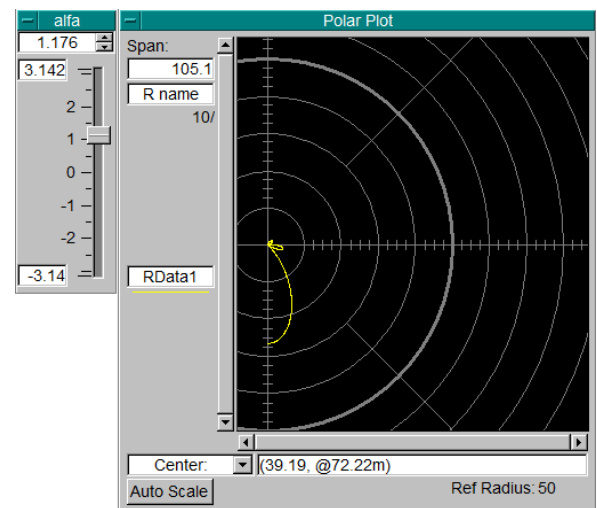 alfa
1.176
3.142
2
1
0
-1
-2
-3.14
Polar Plot
Span:
105.1
R name
10/
RData1
Center:
(39.19, @72.22m)
Auto Scale
Ref Radius: 50